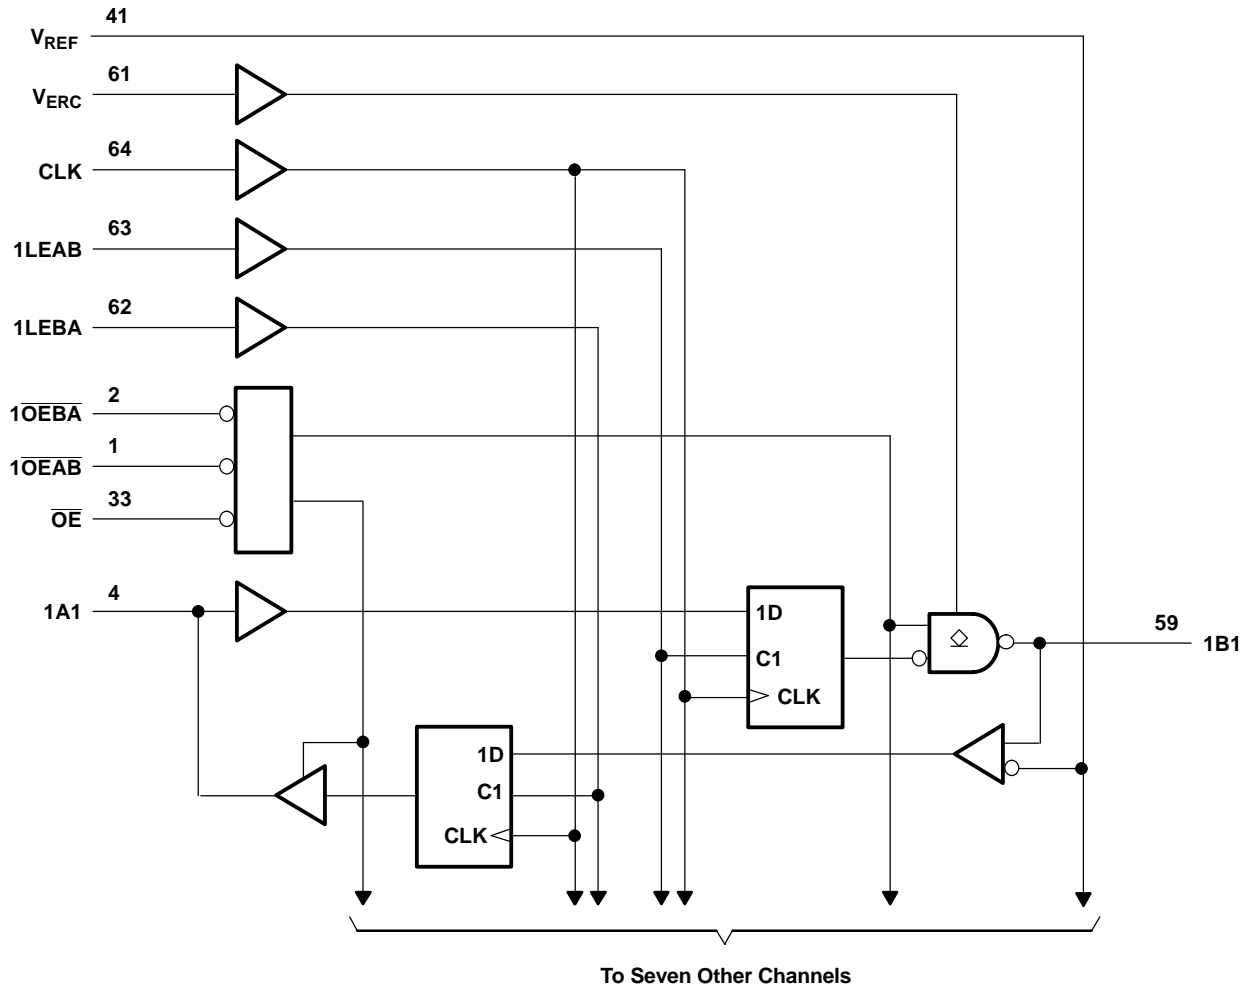 41
VREF
61
VERC
64
CLK
63
1LEAB
62
1LEBA
2
1OEBA
1
1OEAB
33
OE
4
1A1
1D
C1
CLK
59
1B1
1D
C1
CLK
To Seven Other Channels